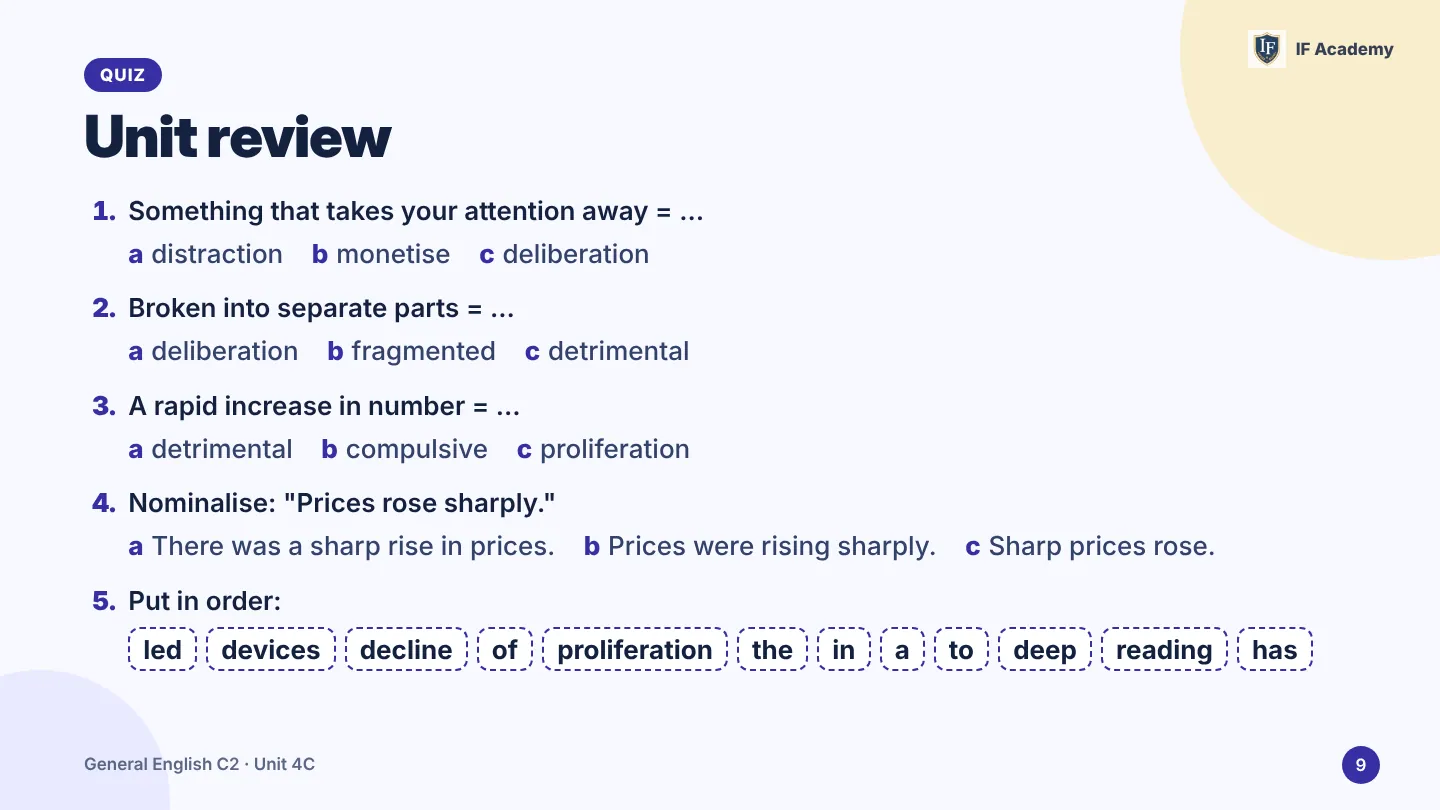 IF Academy
QUIZ
Unit review
1. Something that takes your attention away = ...
a distraction b monetise c deliberation
2. Broken into separate parts = ...
a deliberation b fragmented c detrimental
3. A rapid increase in number = ...
a detrimental b compulsive c proliferation
4. Nominalise: "Prices rose sharply."
a There was a sharp rise in prices. b Prices were rising sharply. c Sharp prices rose.
5. Put in order:
led devices decline of proliferation the in a to deep reading has
General English C2 · Unit 4C
9